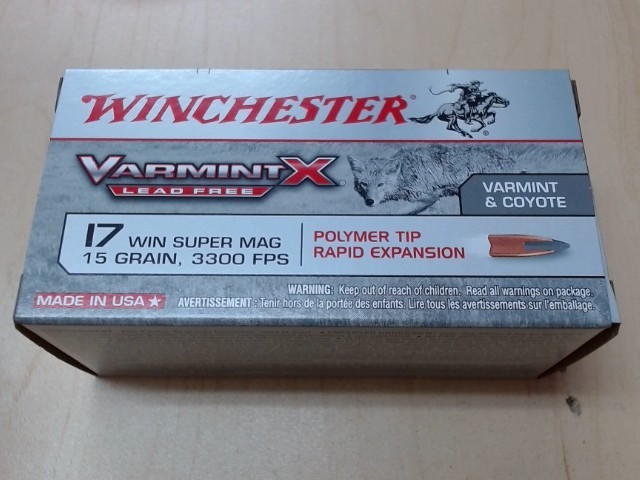 WINCHESTER
VARMINT X
LEAD FREE
VARMINT
& COYOTE
17 WIN SUPER MAG
15 GRAIN, 3300 FPS
POLYMER TIP
RAPID EXPANSION
WARNING: Keep out of reach of children. Read all warnings on package.
MADE IN USA★
AVERTISSEMENT: Tenir hors de la portée des enfants. Lire tous les avertissements sur l'emballage.